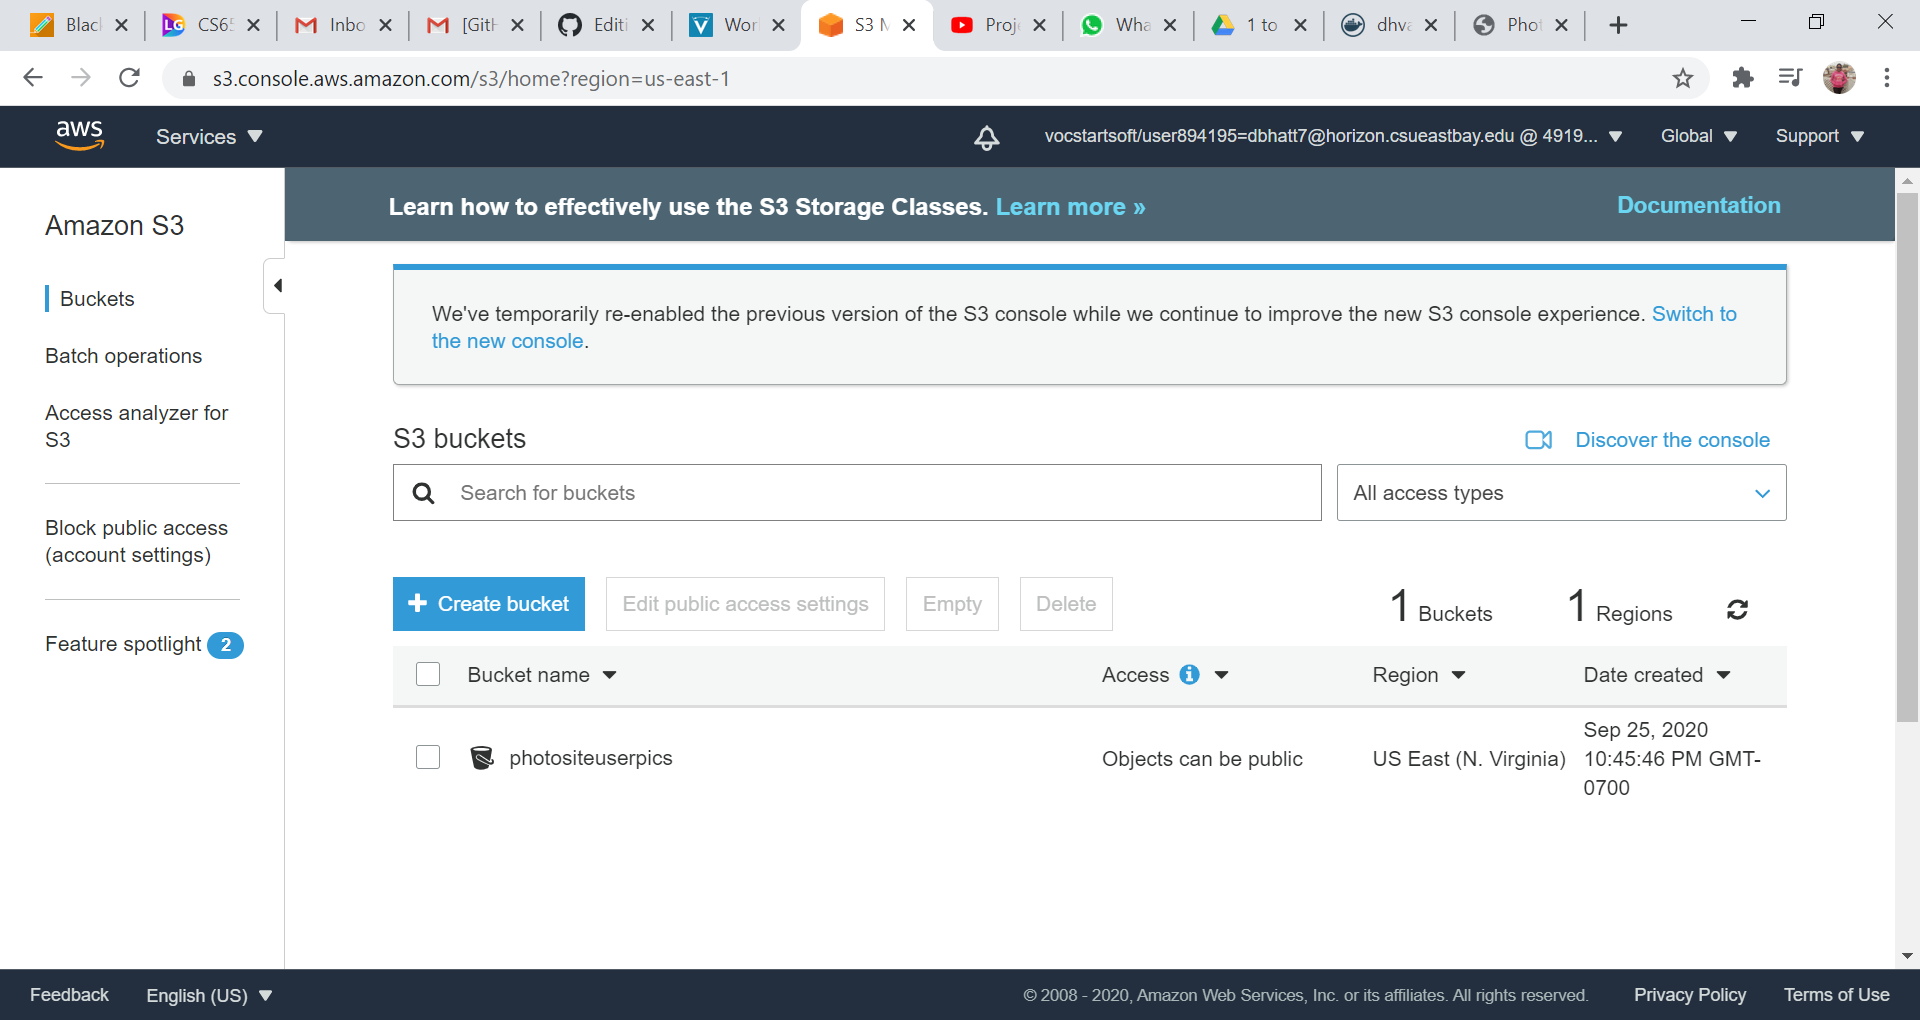 Blac
CS65
Inbo
[GitH
Editi
Wor
S3 M
Proj
Wha
1 to
dhva
Phot
s3.console.aws.amazon.com/s3/home?region=us-east-1
aws
Services
vocstartsoft/user894195=dbhatt7@horizon.csueastbay.edu @ 4919...
Global
Support
Amazon S3
Buckets
Batch operations
Access analyzer for
S3
Block public access
(account settings)
Feature spotlight 2
Learn how to effectively use the S3 Storage Classes. Learn more »
Documentation
We've temporarily re-enabled the previous version of the S3 console while we continue to improve the new S3 console experience. Switch to
the new console.
S3 buckets
Discover the console
Search for buckets
All access types
+ Create bucket
Edit public access settings
Empty
Delete
1 Buckets
1 Regions
Bucket name
Access
Region
Date created
photositeuserpics
Objects can be public
US East (N. Virginia)
Sep 25, 2020
10:45:46 PM GMT-
0700
Feedback
English (US)
© 2008 - 2020, Amazon Web Services, Inc. or its affiliates. All rights reserved.
Privacy Policy
Terms of Use